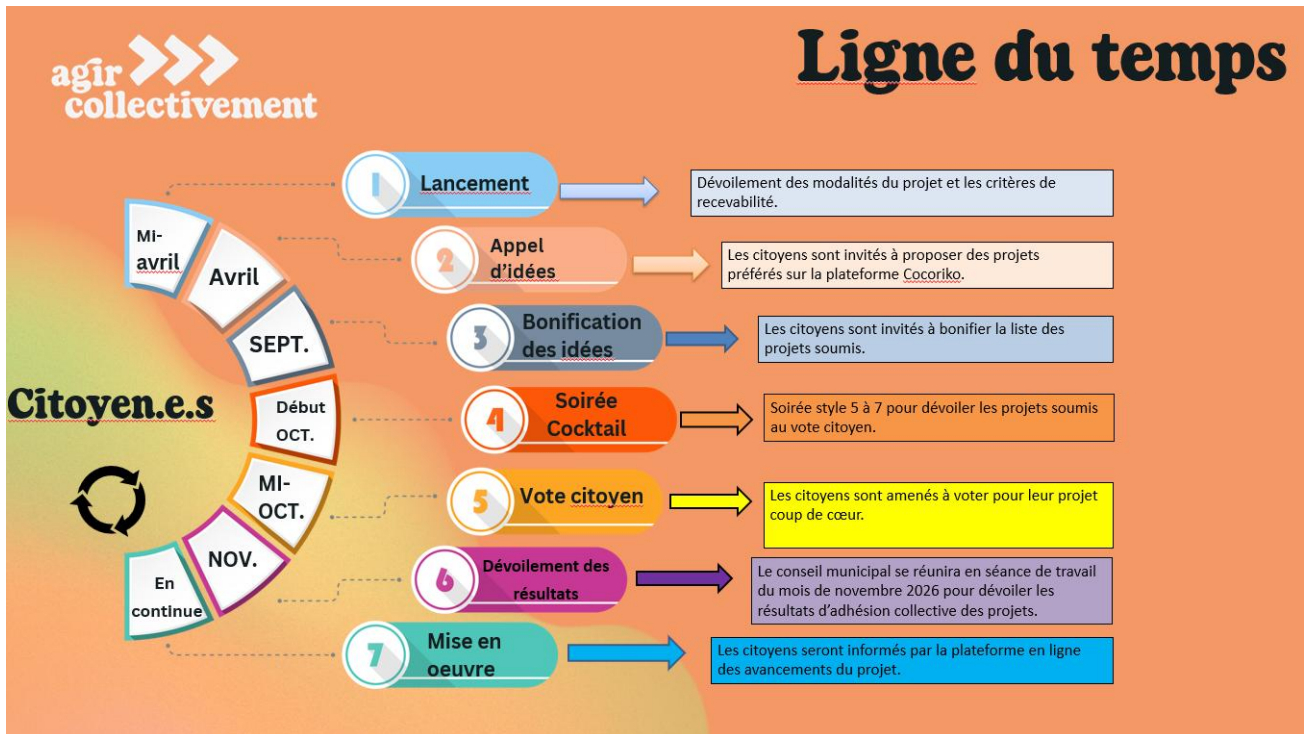 agir
collectivement
Ligne du temps
Citoyen.e.s
Mi-
avril
1
Lancement
Dévoilement des modalités du projet et les critères de
recevabilité.
Avril
2
Appel
d'idées
Les citoyens sont invités à proposer des projets
préférés sur la plateforme Cocoriko.
SEPT.
3
Bonification
des idées
Les citoyens sont invités à bonifier la liste des
projets soumis.
Début
OCT.
4
Soirée
Cocktail
Soirée style 5 à 7 pour dévoiler les projets soumis
au vote citoyen.
MI-
OCT.
5
Vote citoyen
Les citoyens sont amenés à voter pour leur projet
coup de cœur.
NOV.
6
Dévoilement des
résultats
Le conseil municipal se réunira en séance de travail
du mois de novembre 2026 pour dévoiler les
résultats d'adhésion collective des projets.
En
continue
7
Mise en
oeuvre
Les citoyens seront informés par la plateforme en ligne
des avancements du projet.